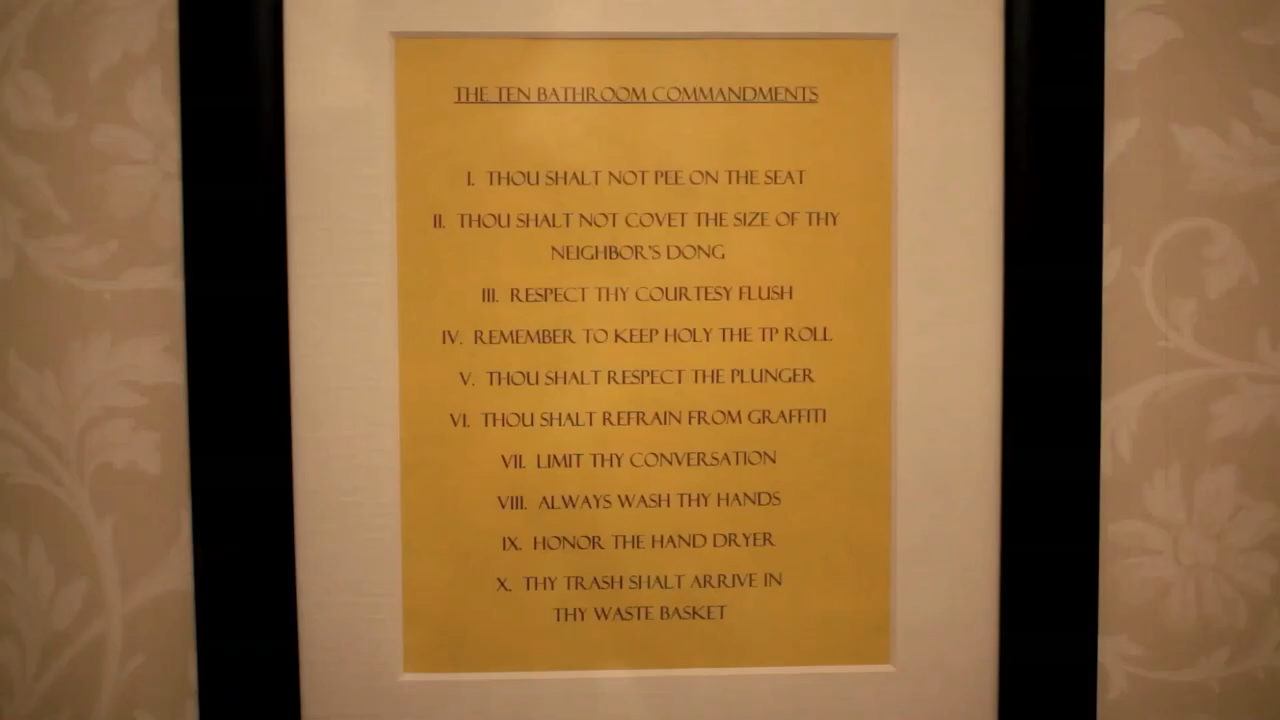 THE TEN BATHROOM COMMANDMENTS
I. THOU SHALT NOT PEE ON THE SEAT
II. THOU SHALT NOT COVET THE SIZE OF THY
NEIGHBOR'S DONG
III. RESPECT THY COURTESY FLUSH
IV. REMEMBER TO KEEP HOLY THE TP ROLL
V. THOU SHALT RESPECT THE PLUNGER
VI. THOU SHALT REFRAIN FROM GRAFFITI
VII. LIMIT THY CONVERSATION
VIII. ALWAYS WASH THY HANDS
IX. HONOR THE HAND DRYER
X. THY TRASH SHALT ARRIVE IN
THY WASTE BASKET